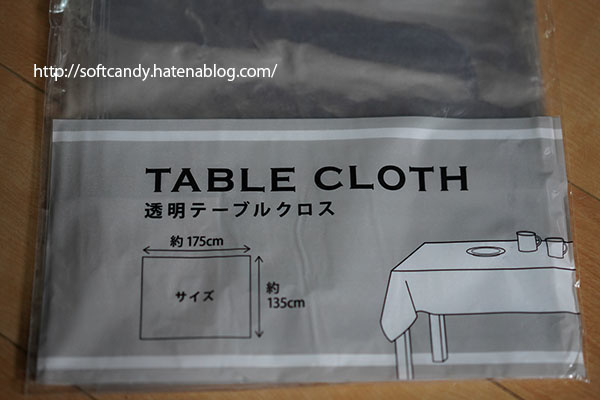 http://softcandy.hatenablog.com/
TABLE CLOTH
透明テーブルクロス
約 175cm
サイズ
約
135cm